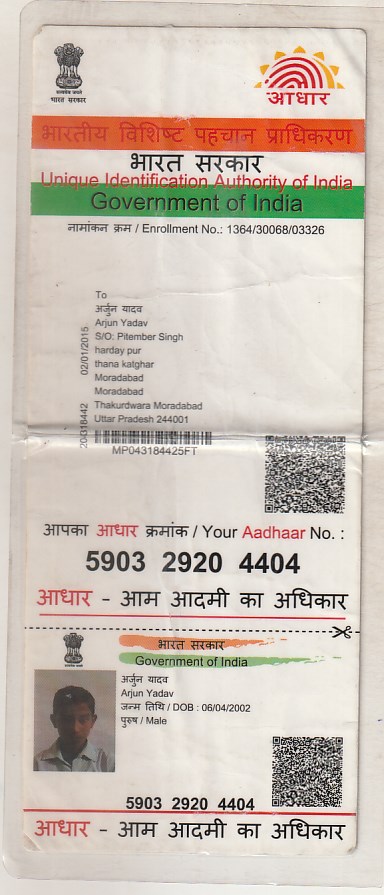 भारत सरकार
आधार
भारतीय विशिष्ट पहचान प्राधिकरण
भारत सरकार
Unique Identification Authority of India
Government of India
नामांकन क्रम / Enrollment No.: 1364/30068/03326
To
अर्जुन यादव
Arjun Yadav
S/O: Pitember Singh
harday pur
thana katghar
Moradabad
Moradabad
Thakurdwara Moradabad
Uttar Pradesh 244001
02/01/2015
MP043184425FT
आपका आधार क्रमांक / Your Aadhaar No. :
5903 2920 4404
आधार - आम आदमी का अधिकार
भारत सरकार
Government of India
अर्जुन यादव
Arjun Yadav
जन्म तिथि / DOB : 06/04/2002
पुरुष / Male
5903 2920 4404
आधार - आम आदमी का अधिकार